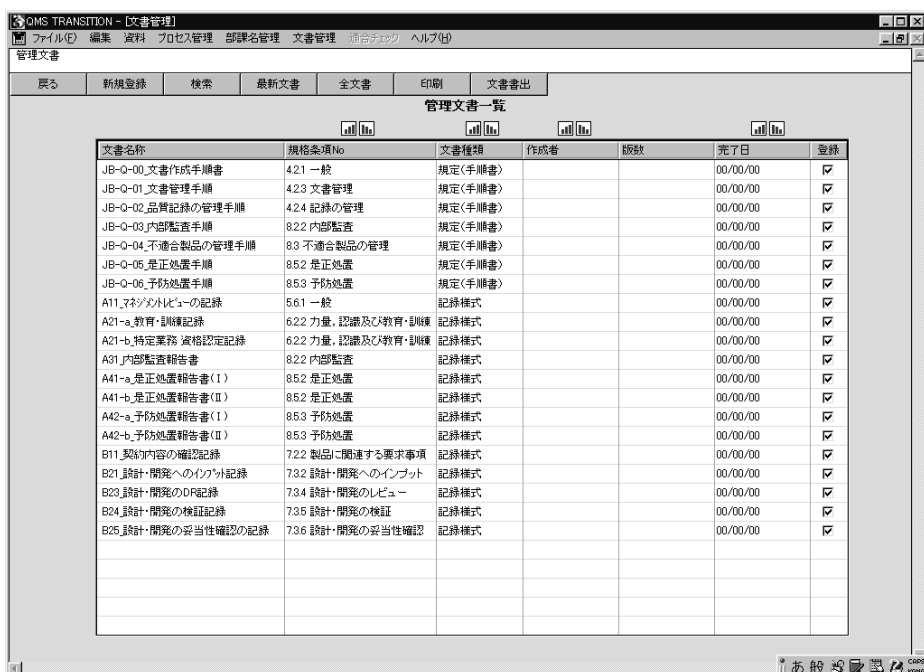 QMS TRANSITION - [文書管理]
ファイル(F) 編集 資料 プロセス管理 部課名管理 文書管理 適合チェック ヘルプ(H)
管理文書
戻る 新規登録 検索 最新文書 全文書 印刷 文書書出
管理文書一覧
文書名称 規格条項No 文書種類 作成者 版数 完了日 登録
JB-Q-00_文書作成手順書 4.2.1 一般 規定(手順書) 00/00/00
JB-Q-01_文書管理手順 4.2.3 文書管理 規定(手順書) 00/00/00
JB-Q-02_品質記録の管理手順 4.2.4 記録の管理 規定(手順書) 00/00/00
JB-Q-03_内部監査手順 8.2.2 内部監査 規定(手順書) 00/00/00
JB-Q-04_不適合製品の管理手順 8.3 不適合製品の管理 規定(手順書) 00/00/00
JB-Q-05_是正処置手順 8.5.2 是正処置 規定(手順書) 00/00/00
JB-Q-06_予防処置手順 8.5.3 予防処置 規定(手順書) 00/00/00
A11_マネジメントレビューの記録 5.6.1 一般 記録様式 00/00/00
A21-a_教育・訓練記録 6.2.2 力量,認識及び教育・訓練 記録様式 00/00/00
A21-b_特定業務 資格認定記録 6.2.2 力量,認識及び教育・訓練 記録様式 00/00/00
A31_内部監査報告書 8.2.2 内部監査 記録様式 00/00/00
A41-a_是正処置報告書(Ⅰ) 8.5.2 是正処置 記録様式 00/00/00
A41-b_是正処置報告書(Ⅱ) 8.5.2 是正処置 記録様式 00/00/00
A42-a_予防処置報告書(Ⅰ) 8.5.3 予防処置 記録様式 00/00/00
A42-b_予防処置報告書(Ⅱ) 8.5.3 予防処置 記録様式 00/00/00
B11_契約内容の確認記録 7.2.2 製品に関連する要求事項 記録様式 00/00/00
B21_設計・開発へのインプット記録 7.3.2 設計・開発へのインプット 記録様式 00/00/00
B23_設計・開発のDR記録 7.3.4 設計・開発のレビュー 記録様式 00/00/00
B24_設計・開発の検証記録 7.3.5 設計・開発の検証 記録様式 00/00/00
B25_設計・開発の妥当性確認の記録 7.3.6 設計・開発の妥当性確認 記録様式 00/00/00
あ 般